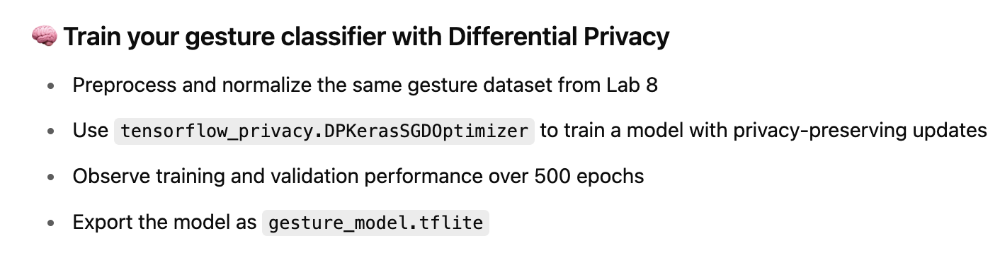 🧠 Train your gesture classifier with Differential Privacy
• Preprocess and normalize the same gesture dataset from Lab 8
• Use tensorflow_privacy.DPKerasSGDOptimizer to train a model with privacy-preserving updates
• Observe training and validation performance over 500 epochs
• Export the model as gesture_model.tflite